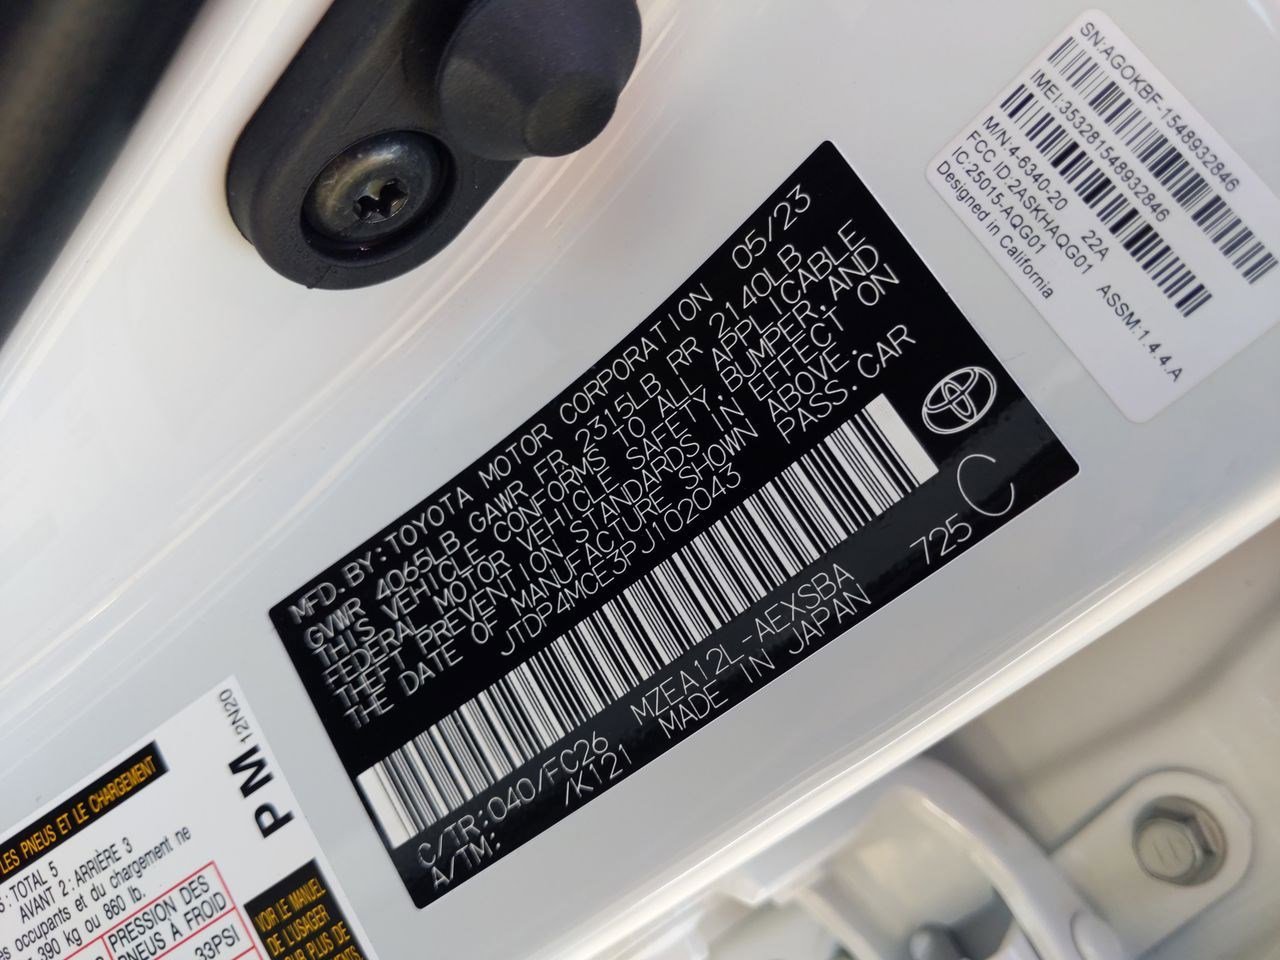 SN:AGOKBF-1548932846
IMEI:353281548932846
M/N:4-6340-20 22A
FCC ID:2ASKHAQG01
IC:25015-AQG01 ASSM:1.4.4.A
Designed in California
MFD.BY:TOYOTA MOTOR CORPORATION 05/23
GVWR 4065LB GAWR FR 2315LB RR 2140LB
THIS VEHICLE CONFORMS TO ALL APPLICABLE
FEDERAL MOTOR VEHICLE SAFETY,BUMPER,AND
THEFT PREVENTION STANDARDS IN EFFECT ON
THE DATE OF MANUFACTURE SHOWN ABOVE.
JTDP4MCE3PJ102043 PASS.CAR
C/TR:040/FC26 MZEA12L-AEXSBA 725 C
A/TM: /KT21 MADE IN JAPAN
PM 12N20
LES PNEUS ET LE CHARGEMENT
TOTAL 5
AVANT 2:ARRIÈRE 3
occupants et du chargement ne
390 kg ou 860 lb.
PRESSION DES
PNEUS À FROID
33PSI
VOIR LE MANUEL
DE L'USAGER
POUR PLUS DE